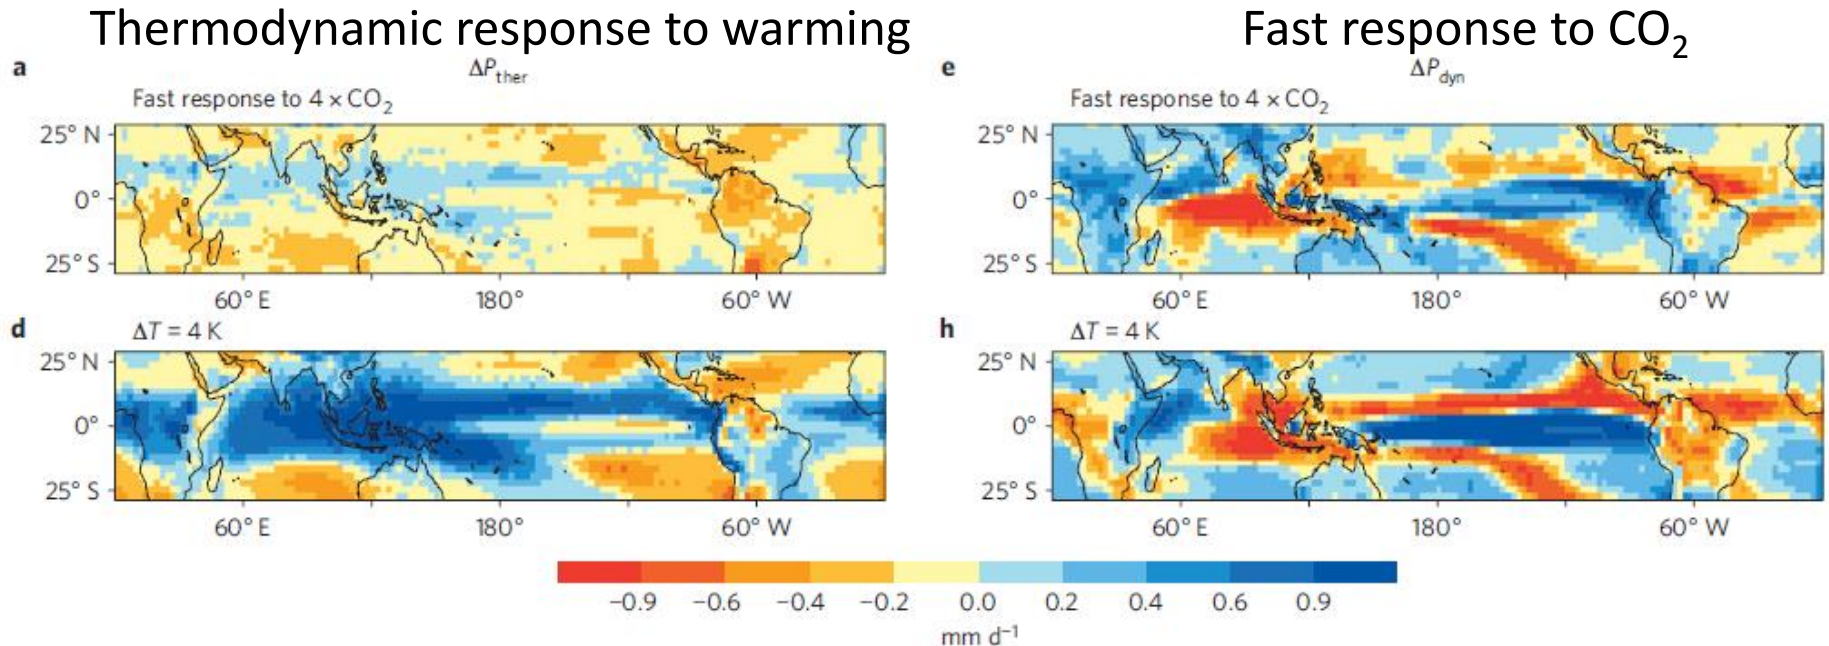 Thermodynamic response to warming
Fast response to CO₂
a
ΔP_ther
Fast response to 4 × CO₂
25° N
0°
25° S
60° E
180°
60° W
e
ΔP_dyn
Fast response to 4 × CO₂
25° N
0°
25° S
60° E
180°
60° W
d
ΔT = 4 K
25° N
0°
25° S
60° E
180°
60° W
h
ΔT = 4 K
25° N
0°
25° S
60° E
180°
60° W
−0.9 −0.6 −0.4 −0.2 0.0 0.2 0.4 0.6 0.9
mm d⁻¹